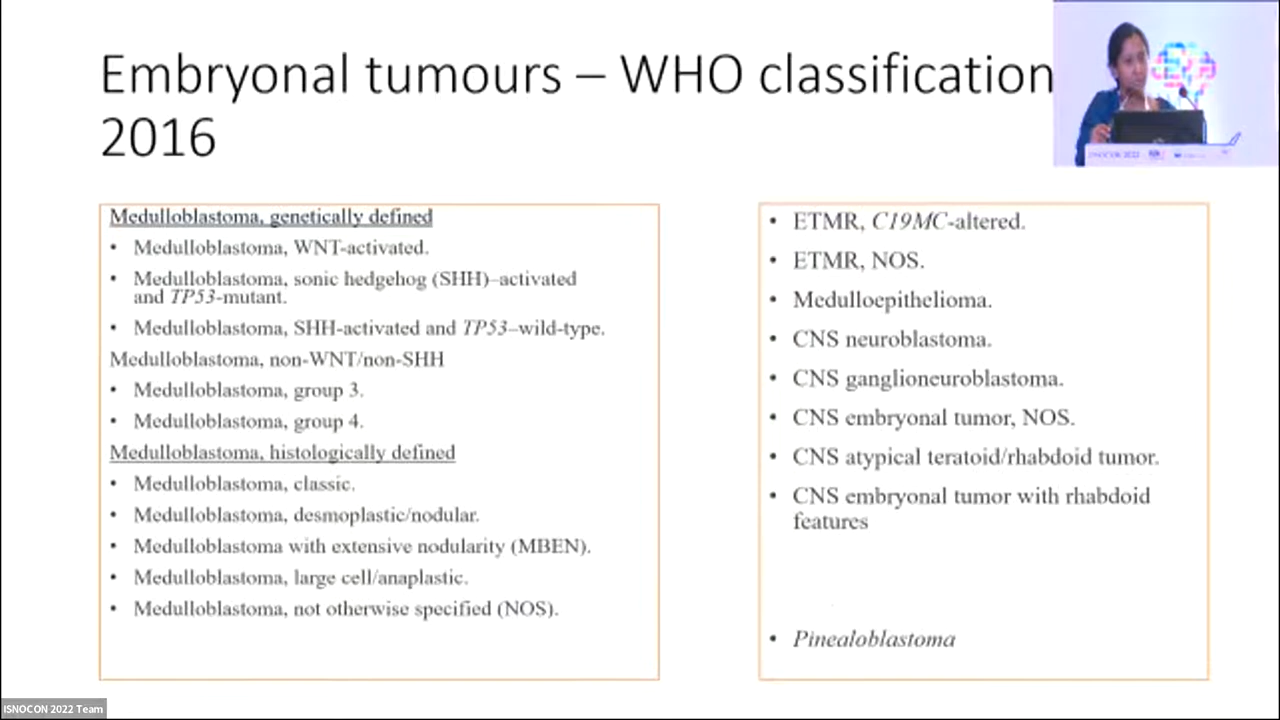 Embryonal tumours – WHO classification
2016
Medulloblastoma, genetically defined
• Medulloblastoma, WNT-activated.
• Medulloblastoma, sonic hedgehog (SHH)–activated
and TP53-mutant.
• Medulloblastoma, SHH-activated and TP53–wild-type.
Medulloblastoma, non-WNT/non-SHH
• Medulloblastoma, group 3.
• Medulloblastoma, group 4.
Medulloblastoma, histologically defined
• Medulloblastoma, classic.
• Medulloblastoma, desmoplastic/nodular.
• Medulloblastoma with extensive nodularity (MBEN).
• Medulloblastoma, large cell/anaplastic.
• Medulloblastoma, not otherwise specified (NOS).
• ETMR, C19MC-altered.
• ETMR, NOS.
• Medulloepithelioma.
• CNS neuroblastoma.
• CNS ganglioneuroblastoma.
• CNS embryonal tumor, NOS.
• CNS atypical teratoid/rhabdoid tumor.
• CNS embryonal tumor with rhabdoid
features
• Pinealoblastoma
ISNOCON 2022
ISNOCON 2022 Team